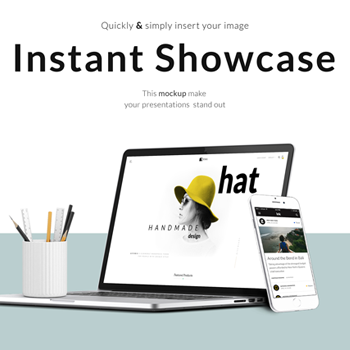 Quickly & simply insert your image
Instant Showcase
This mockup make
your presentations stand out
hat
HANDMADE
design
Around the Bend in Bali